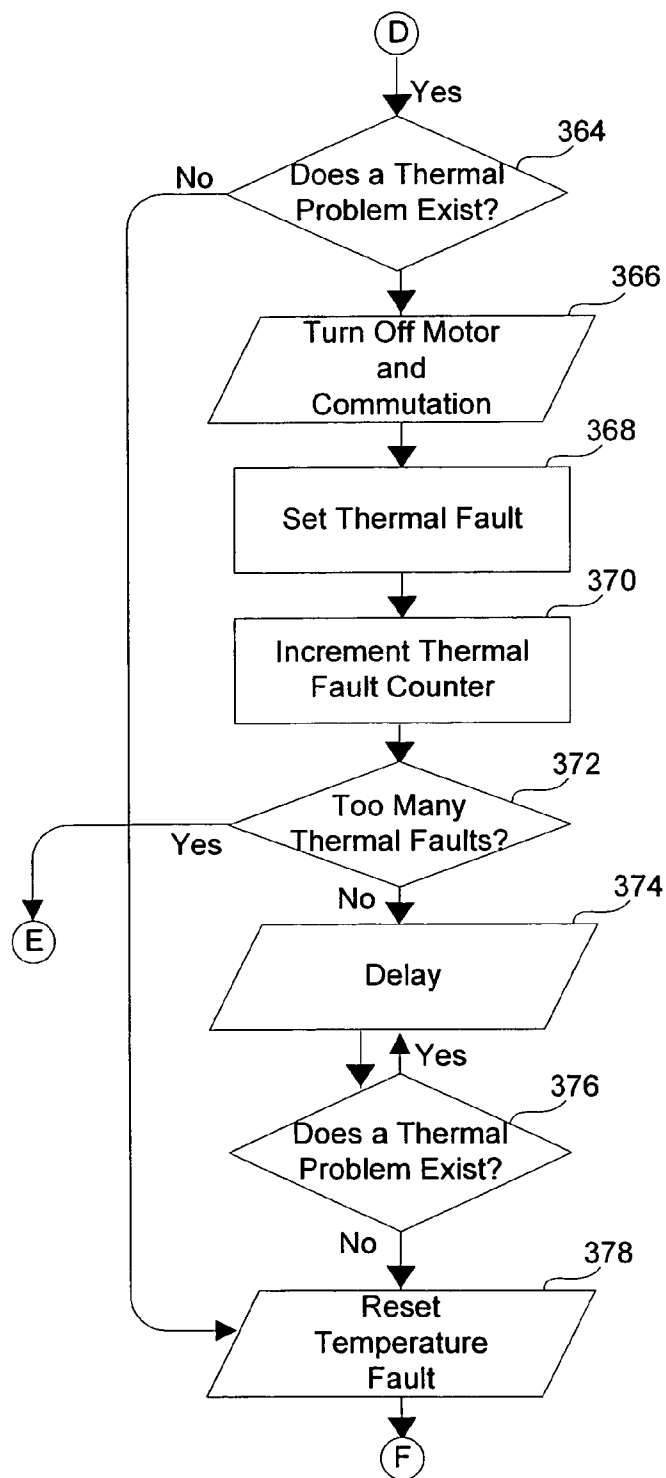 D
Yes
364
No
Does a Thermal
Problem Exist?
366
Turn Off Motor
and
Commutation
368
Set Thermal Fault
370
Increment Thermal
Fault Counter
372
Too Many
Thermal Faults?
Yes
No
374
E
Delay
Yes
376
Does a Thermal
Problem Exist?
No
378
Reset
Temperature
Fault
F